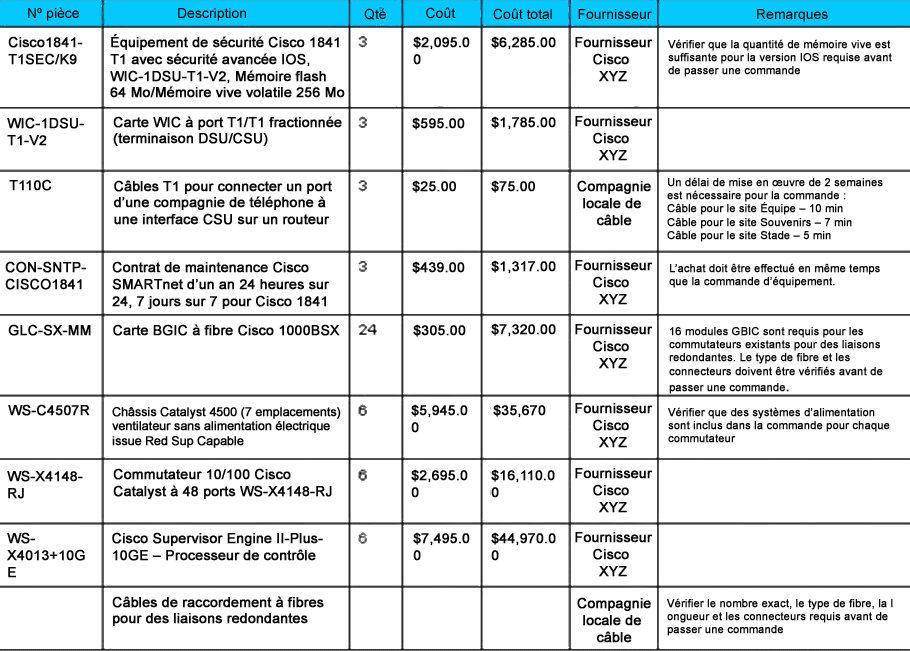 Nº pièce Description Qté Coût Coût total Fournisseur Remarques
Cisco1841-
T1SEC/K9
Équipement de sécurité Cisco 1841
T1 avec sécurité avancée IOS,
WIC-1DSU-T1-V2, Mémoire flash
64 Mo/Mémoire vive volatile 256 Mo
3
$2,095.0
0
$6,285.00
Fournisseur
Cisco
XYZ
Vérifier que la quantité de mémoire vive est
suffisante pour la version IOS requise avant
de passer une commande
WIC-1DSU-
T1-V2
Carte WIC à port T1/T1 fractionnée
(terminaison DSU/CSU)
3
$595.00
$1,785.00
Fournisseur
Cisco
XYZ
T110C
Câbles T1 pour connecter un port
d’une compagnie de téléphone à
une interface CSU sur un routeur
3
$25.00
$75.00
Compagnie
locale de
câble
Un délai de mise en œuvre de 2 semaines
est nécessaire pour la commande :
Câble pour le site Équipe – 10 min
Câble pour le site Souvenirs – 7 min
Câble pour le site Stade – 5 min
CON-SNTP-
CISCO1841
Contrat de maintenance Cisco
SMARTnet d’un an 24 heures sur
24, 7 jours sur 7 pour Cisco 1841
3
$439.00
$1,317.00
Fournisseur
Cisco
XYZ
L’achat doit être effectué en même temps
que la commande d’équipement.
GLC-SX-MM
Carte BGIC à fibre Cisco 1000BSX
24
$305.00
$7,320.00
Fournisseur
Cisco
XYZ
16 modules GBIC sont requis pour les
commutateurs existants pour des liaisons
redondantes. Le type de fibre et les
connecteurs doivent être vérifiés avant de
passer une commande.
WS-C4507R
Châssis Catalyst 4500 (7 emplacements)
ventilateur sans alimentation électrique
issue Red Sup Capable
6
$5,945.0
0
$35,670
Fournisseur
Cisco
XYZ
Vérifier que des systèmes d’alimentation
sont inclus dans la commande pour chaque
commutateur
WS-X4148-
RJ
Commutateur 10/100 Cisco
Catalyst à 48 ports WS-X4148-RJ
6
$2,695.0
0
$16,110.0
0
Fournisseur
Cisco
XYZ
WS-
X4013+10G
E
Cisco Supervisor Engine II-Plus-
10GE – Processeur de contrôle
6
$7,495.0
0
$44,970.0
0
Fournisseur
Cisco
XYZ
Câbles de raccordement à fibres
pour des liaisons redondantes
Compagnie
locale de
câble
Vérifier le nombre exact, le type de fibre, la l
ongueur et les connecteurs requis avant de
passer une commande